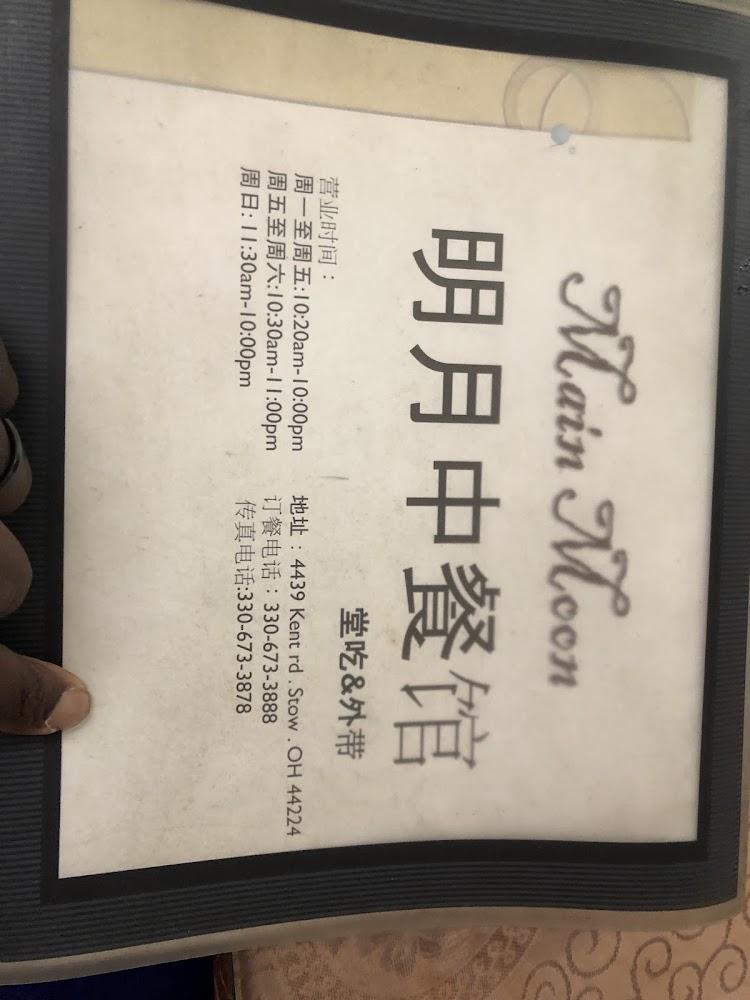 Main Moon
明月中餐馆
堂吃&外带
营业时间：
周一至周五:10:20am-10:00pm
周五至周六:10:30am-11:00pm
周日: 11:30am-10:00pm
地址：4439 Kent rd . Stow . OH 44224
订餐电话：330-673-3888
传真电话:330-673-3878